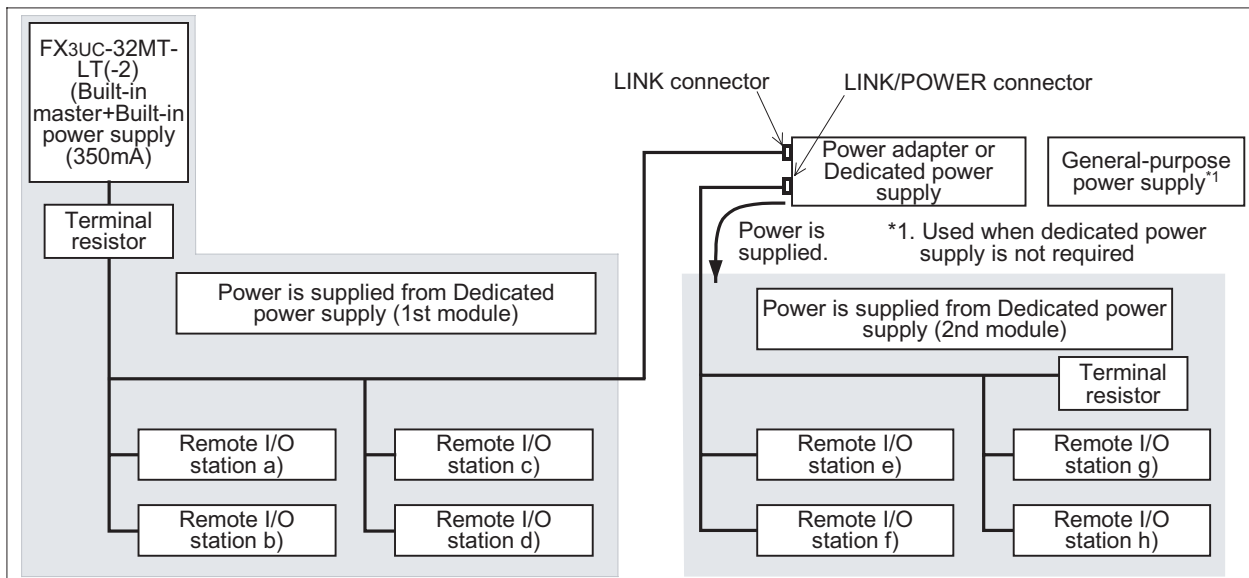 FX3UC-32MT-
LT(-2)
(Built-in
master+Built-in
power supply
(350mA)
Terminal
resistor
Power is supplied from Dedicated
power supply (1st module)
Remote I/O
station a)
Remote I/O
station b)
Remote I/O
station c)
Remote I/O
station d)
LINK connector
LINK/POWER connector
Power adapter or
Dedicated power
supply
General-purpose
power supply*1
Power is
supplied.
*1. Used when dedicated power
supply is not required
Power is supplied from Dedicated power
supply (2nd module)
Terminal
resistor
Remote I/O
station e)
Remote I/O
station f)
Remote I/O
station g)
Remote I/O
station h)